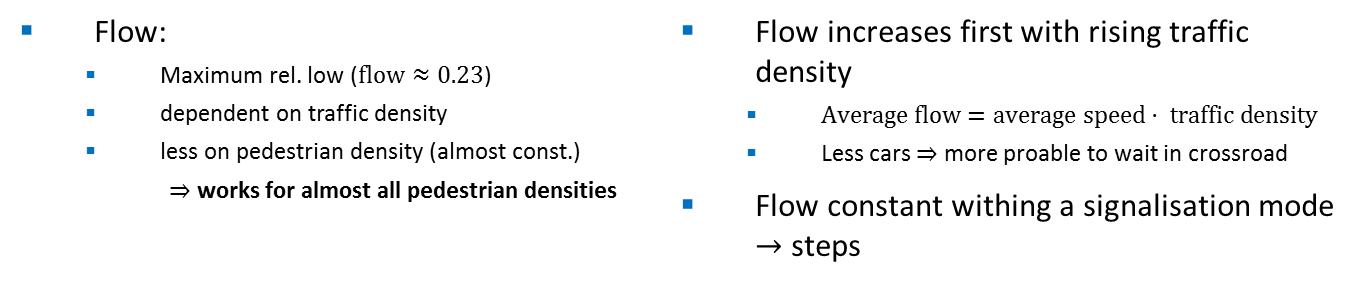 Flow:
Maximum rel. low (flow ≈ 0.23)
dependent on traffic density
less on pedestrian density (almost const.)
⇒ works for almost all pedestrian densities
Flow increases first with rising traffic
density
Average flow = average speed · traffic density
Less cars ⇒ more proable to wait in crossroad
Flow constant withing a signalisation mode
→ steps